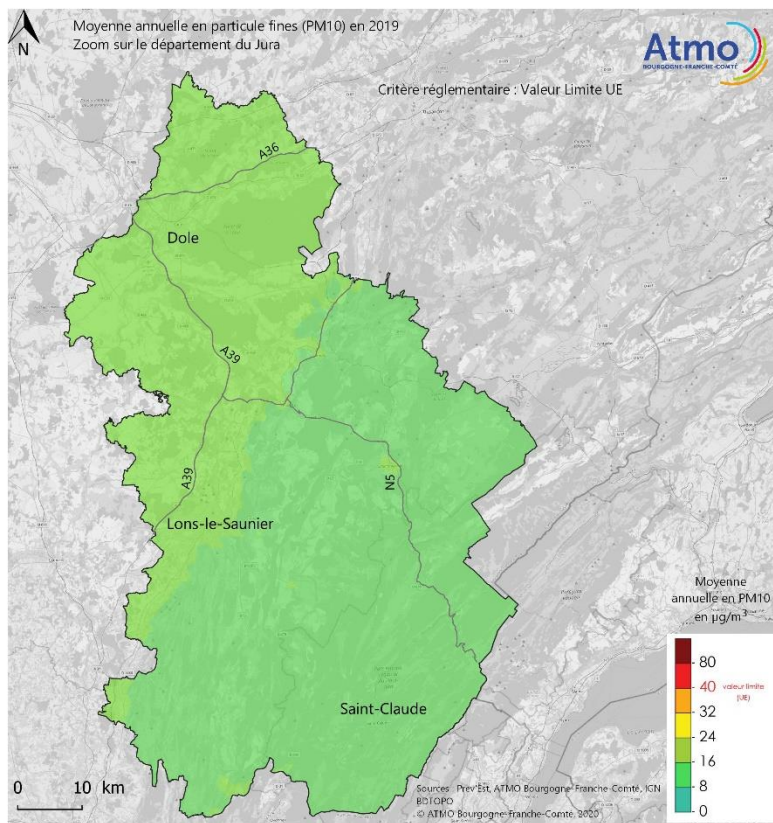 Moyenne annuelle en particule fines (PM10) en 2019
Zoom sur le département du Jura
N
Atmo
BOURGOGNE-FRANCHE-COMTÉ
Critère réglementaire : Valeur Limite UE
A36
Dole
A39
A39
N5
Lons-le-Saunier
Saint-Claude
Moyenne
annuelle en PM10
en µg/m³
80
40 valeur limite
(UE)
32
24
16
8
0
0 10 km
Sources : Prev'Est, ATMO Bourgogne-Franche-Comté, IGN
BDTOPO
© ATMO Bourgogne-Franche-Comté, 2020